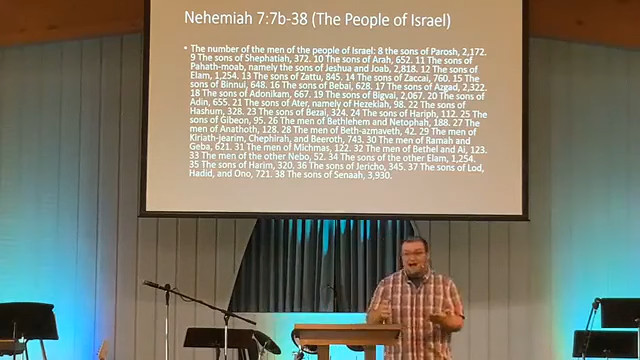 Nehemiah 7:7b-38 (The People of Israel)
• The number of the men of the people of Israel: 8 the sons of Parosh, 2,172.
9 The sons of Shephatiah, 372. 10 The sons of Arah, 652. 11 The sons of
Pahath-moab, namely the sons of Jeshua and Joab, 2,818. 12 The sons of
Elam, 1,254. 13 The sons of Zattu, 845. 14 The sons of Zaccai, 760. 15 The
sons of Binnui, 648. 16 The sons of Bebai, 628. 17 The sons of Azgad, 2,322.
18 The sons of Adonikam, 667. 19 The sons of Bigvai, 2,067. 20 The sons of
Adin, 655. 21 The sons of Ater, namely of Hezekiah, 98. 22 The sons of
Hashum, 328. 23 The sons of Bezai, 324. 24 The sons of Hariph, 112. 25 The
sons of Gibeon, 95. 26 The men of Bethlehem and Netophah, 188. 27 The
men of Anathoth, 128. 28 The men of Beth-azmaveth, 42. 29 The men of
Kiriath-jearim, Chephirah, and Beeroth, 743. 30 The men of Ramah and
Geba, 621. 31 The men of Michmas, 122. 32 The men of Bethel and Ai, 123.
33 The men of the other Nebo, 52. 34 The sons of the other Elam, 1,254.
35 The sons of Harim, 320. 36 The sons of Jericho, 345. 37 The sons of Lod,
Hadid, and Ono, 721. 38 The sons of Senaah, 3,930.